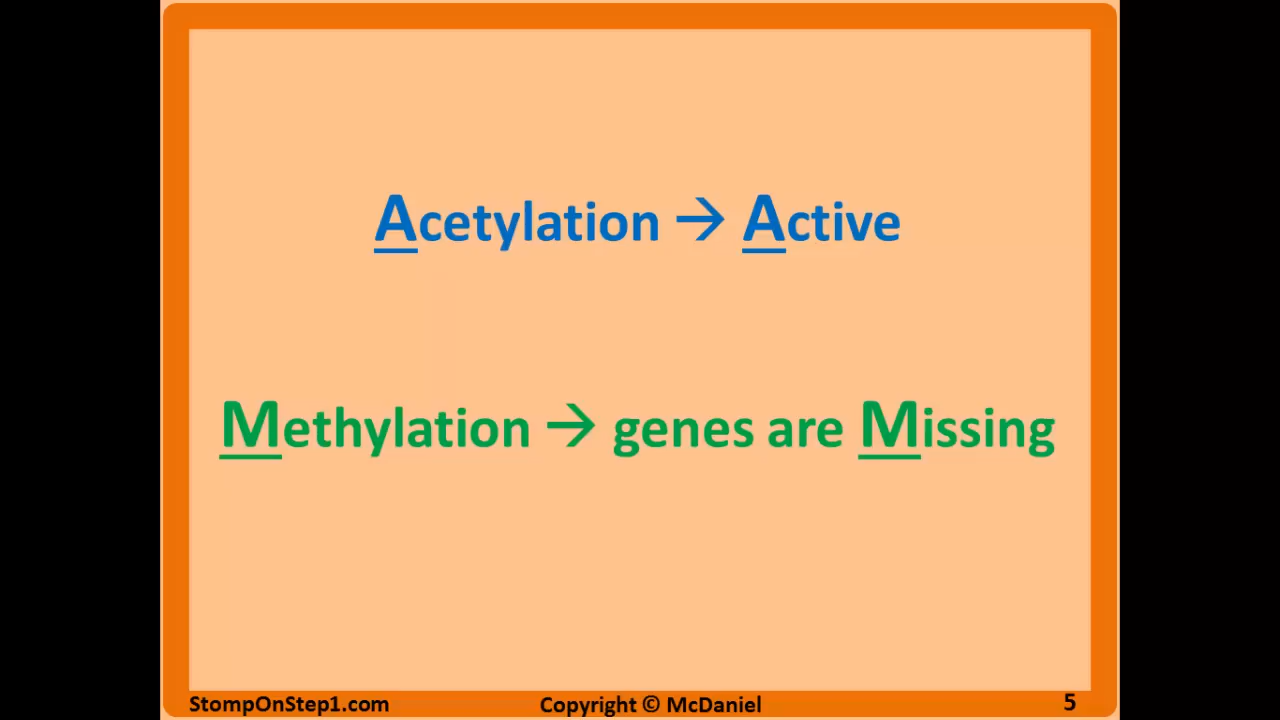 Acetylation → Active
Methylation → genes are Missing
StompOnStep1.com Copyright © McDaniel 5